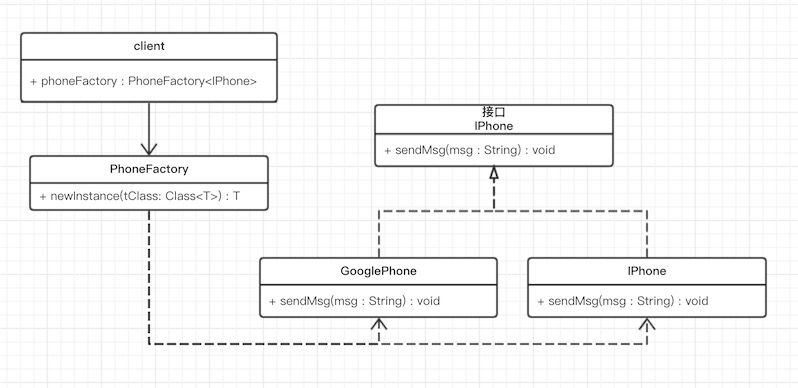 client
+ phoneFactory : PhoneFactory<IPhone>
接口
IPhone
+ sendMsg(msg : String) : void
PhoneFactory
+ newInstance(tClass: Class<T>) : T
GooglePhone
+ sendMsg(msg : String) : void
IPhone
+ sendMsg(msg : String) : void